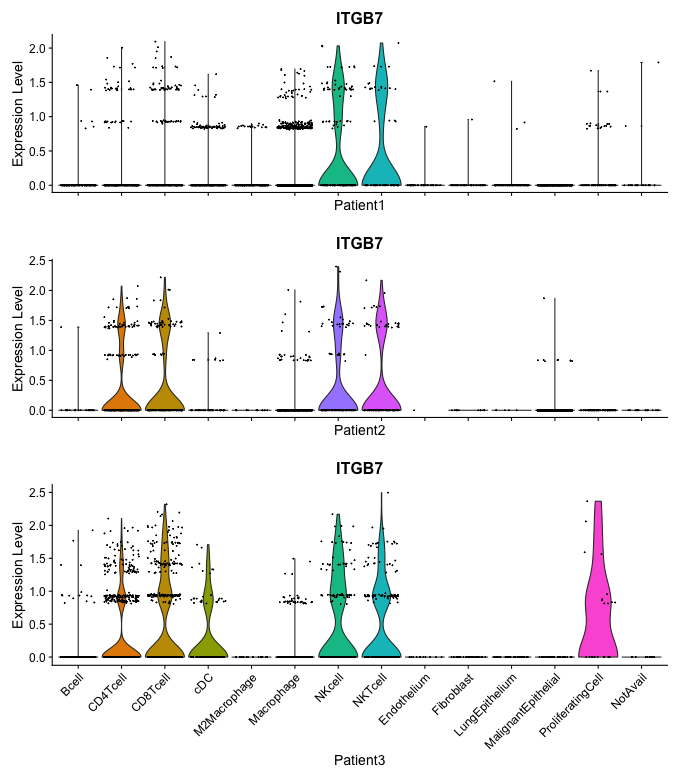 ITGB7
Expression Level
2.0
1.5
1.0
0.5
0.0
Patient1
ITGB7
Expression Level
2.5
2.0
1.5
1.0
0.5
0.0
Patient2
ITGB7
Expression Level
2.5
2.0
1.5
1.0
0.5
0.0
Bcell
CD4Tcell
CD8Tcell
cDC
M2Macrophage
Macrophage
NKcell
NKTcell
Endothelium
Fibroblast
LungEpithelium
MalignantEpithelial
ProliferatingCell
NotAvail
Patient3